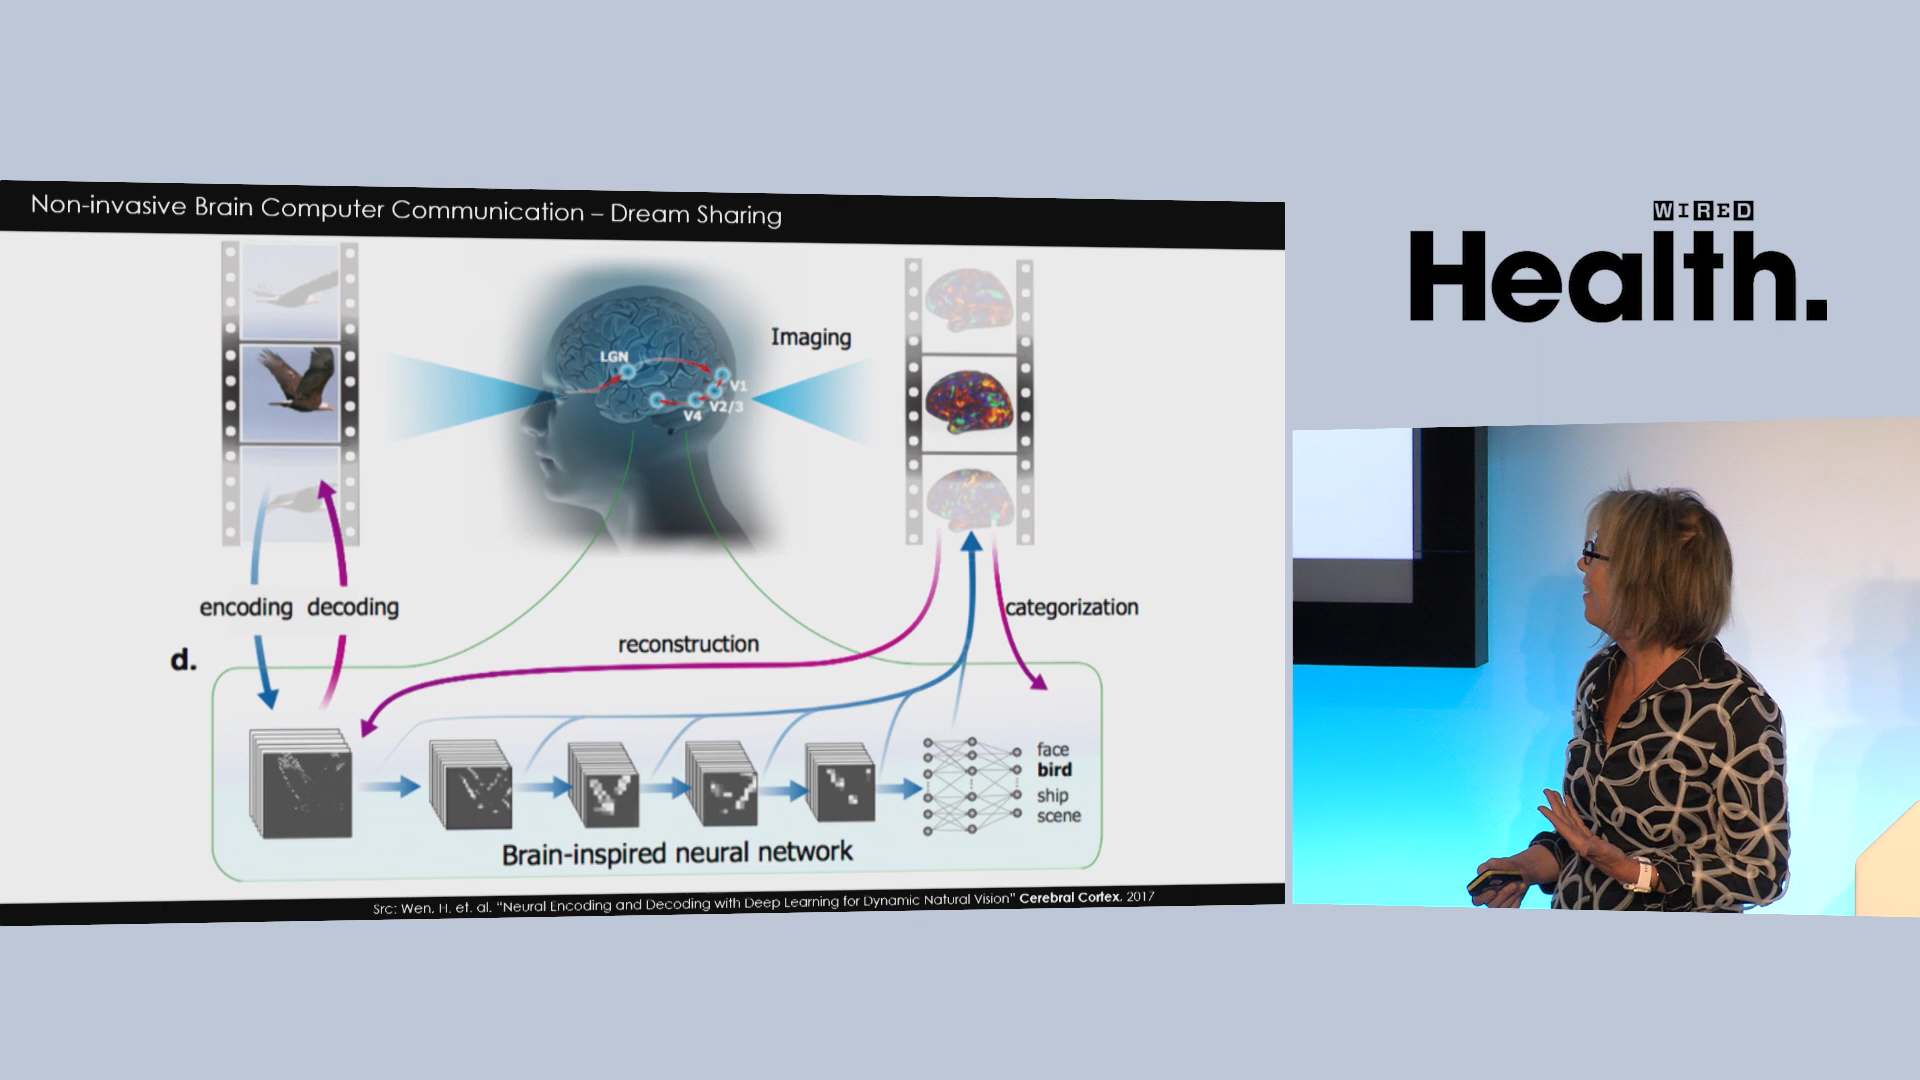 Non-invasive Brain Computer Communication – Dream Sharing
WIRED
Health.
Imaging
LGN
V1
V2/3
V4
encoding decoding
categorization
reconstruction
d.
face
bird
ship
scene
Brain-inspired neural network
Src: Wen, H. et. al. "Neural Encoding and Decoding with Deep Learning for Dynamic Natural Vision" Cerebral Cortex, 2017